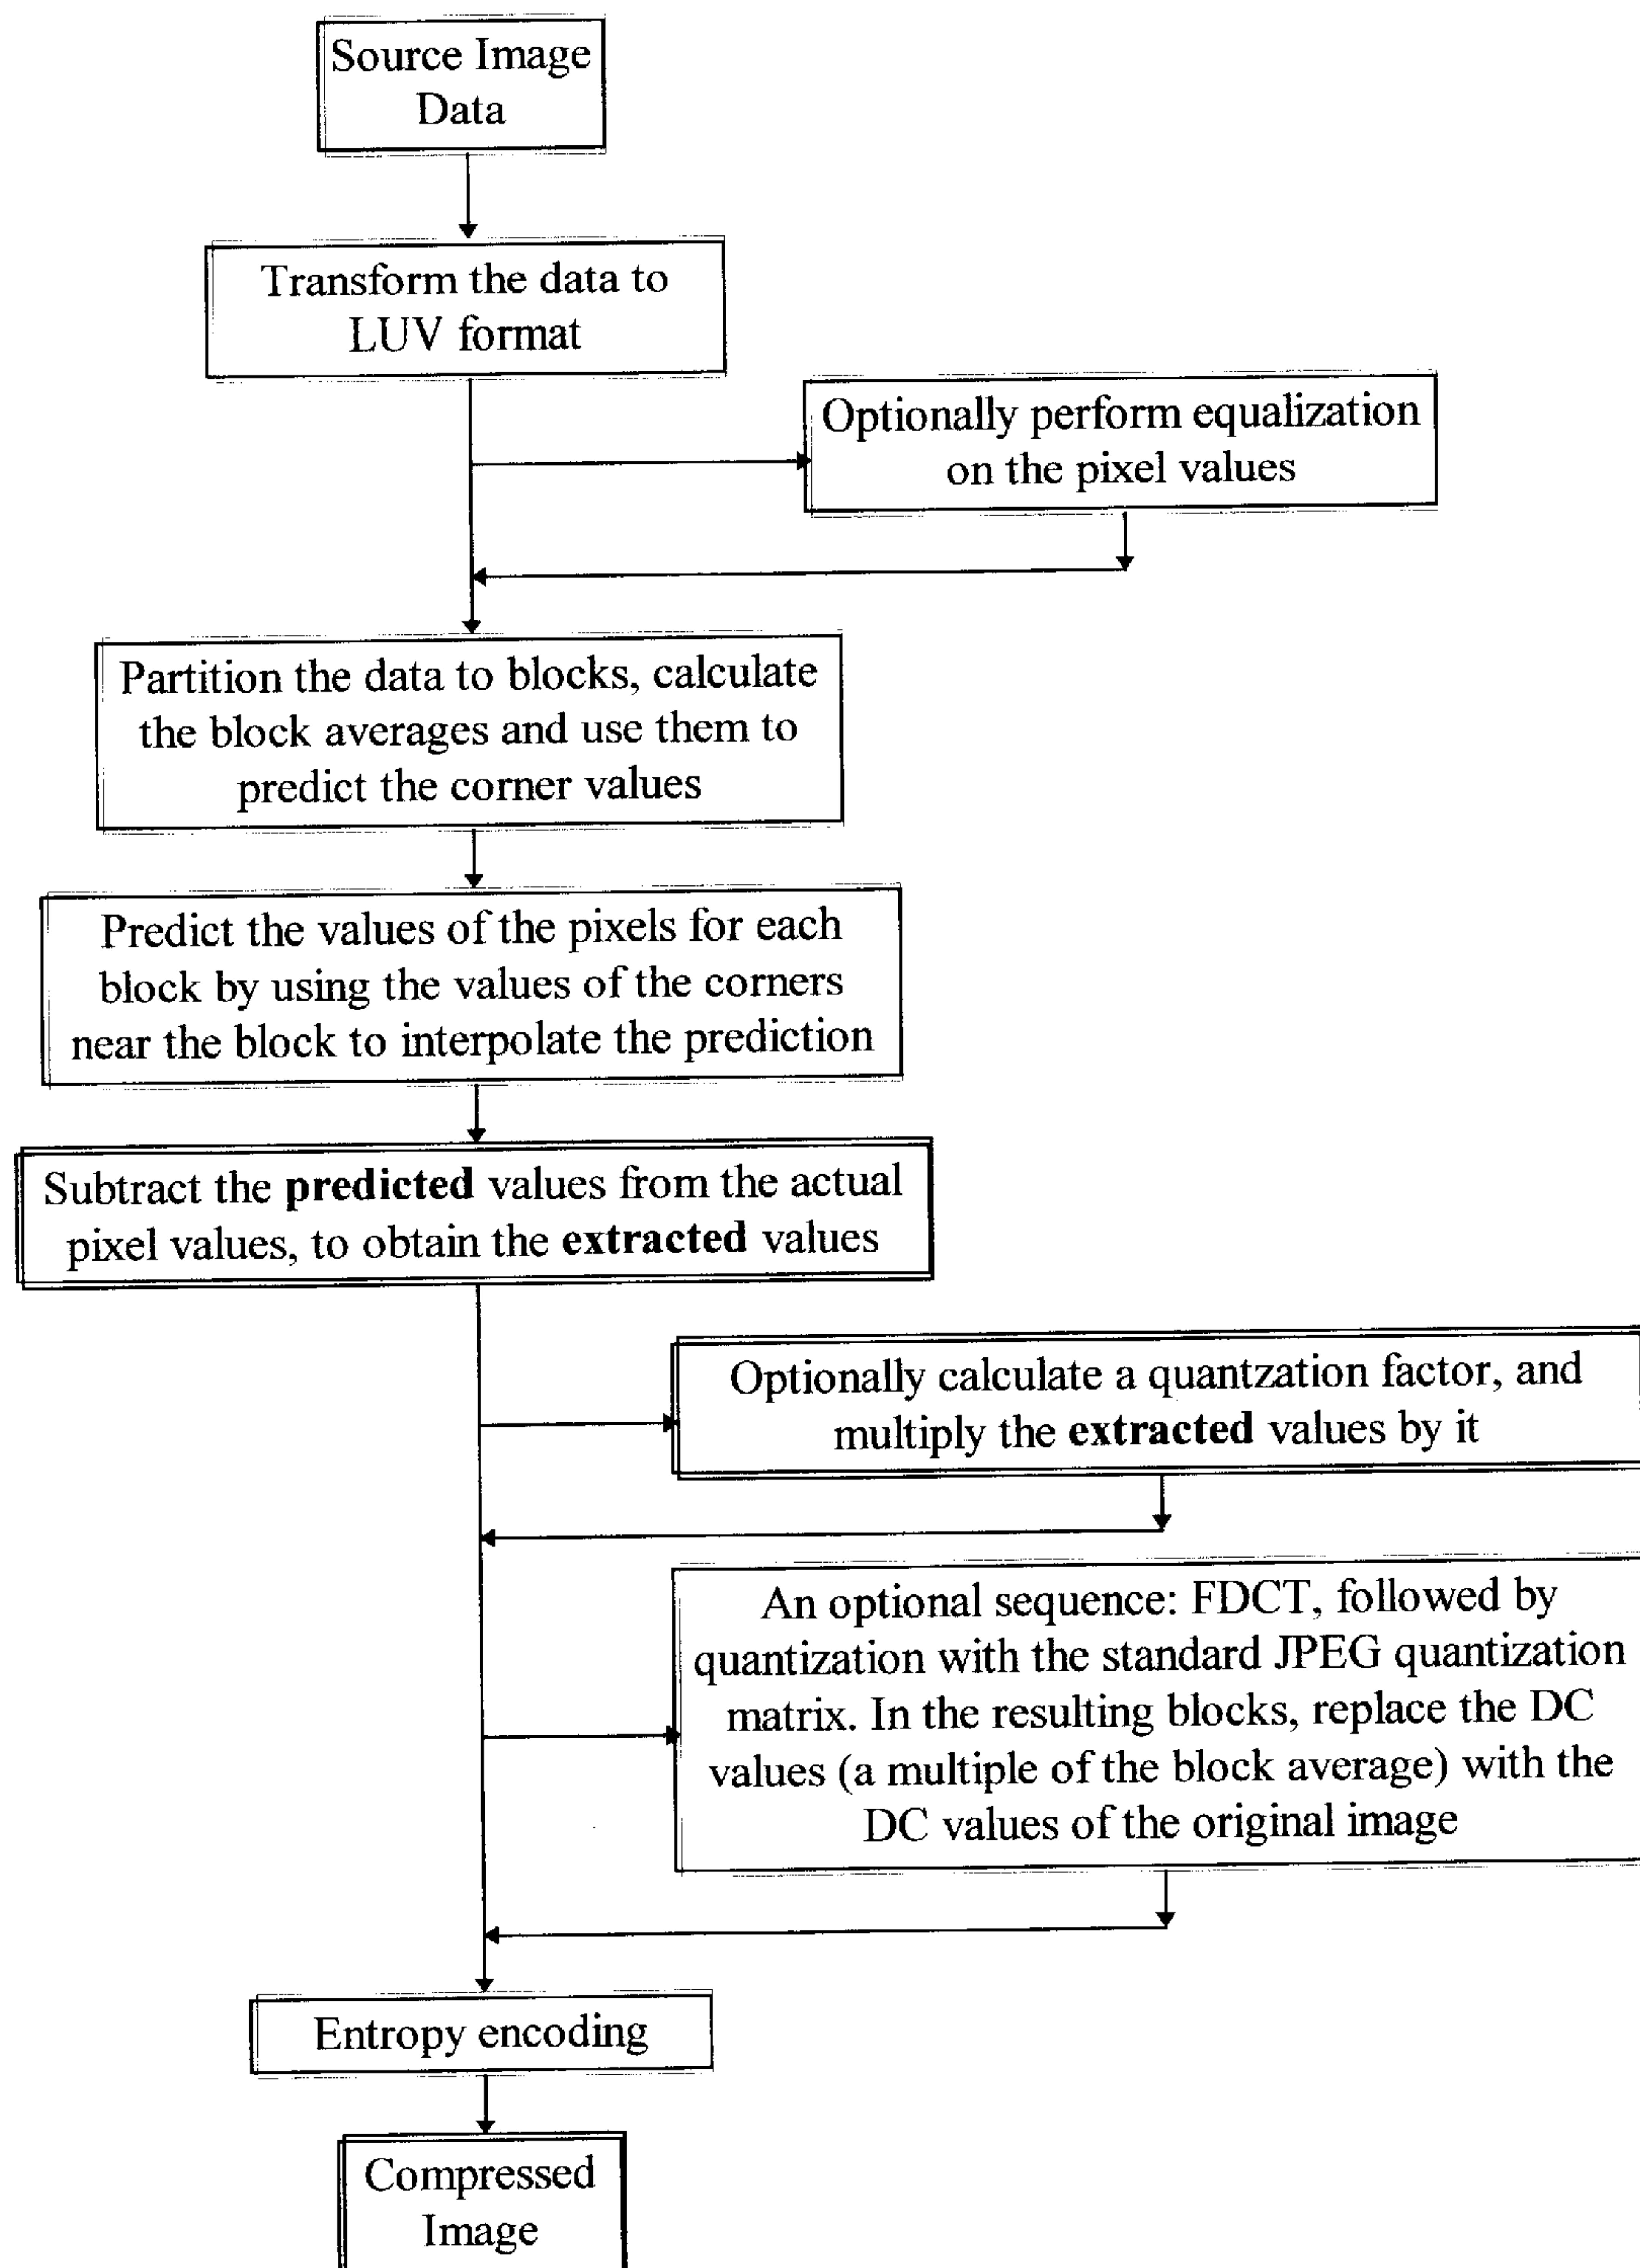 Source Image
Data
Transform the data to
LUV format
Optionally perform equalization
on the pixel values
Partition the data to blocks, calculate
the block averages and use them to
predict the corner values
Predict the values of the pixels for each
block by using the values of the corners
near the block to interpolate the prediction
Subtract the predicted values from the actual
pixel values, to obtain the extracted values
Optionally calculate a quantzation factor, and
multiply the extracted values by it
An optional sequence: FDCT, followed by
quantization with the standard JPEG quantization
matrix. In the resulting blocks, replace the DC
values (a multiple of the block average) with the
DC values of the original image
Entropy encoding
Compressed
Image